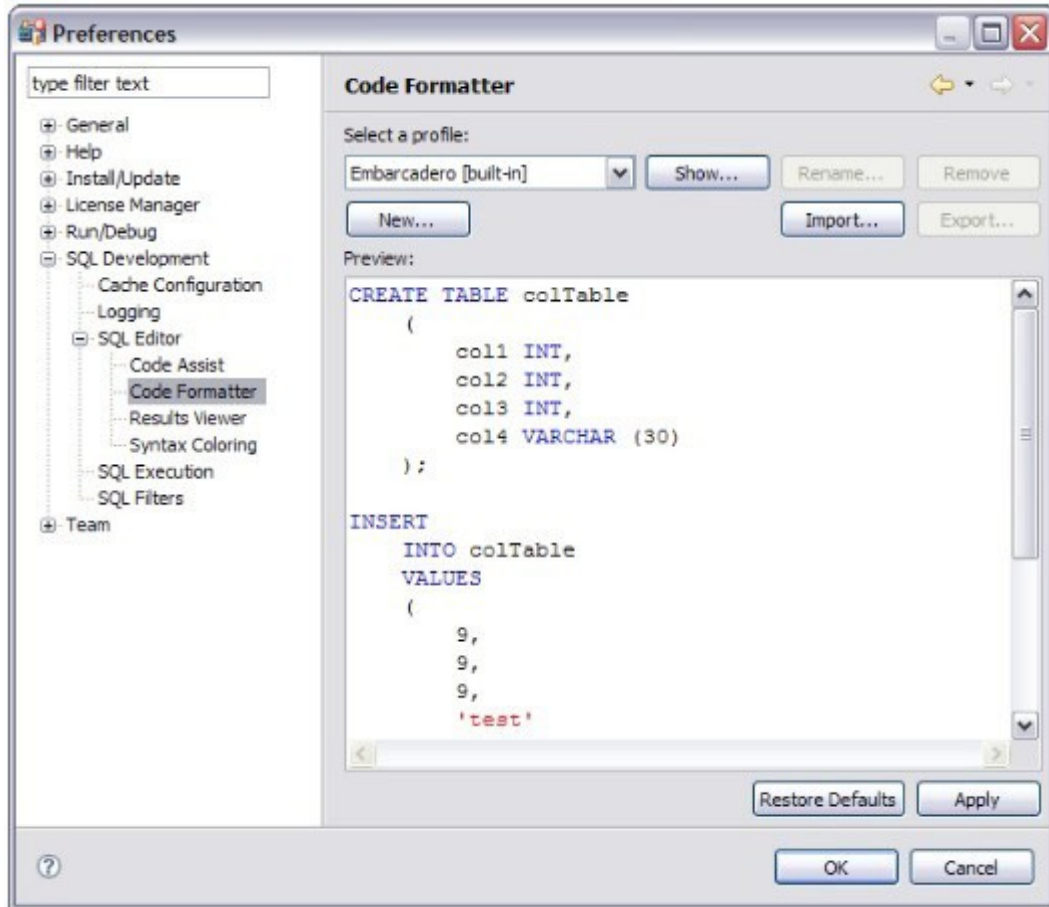 Preferences
type filter text
General
Help
Install/Update
License Manager
Run/Debug
SQL Development
Cache Configuration
Logging
SQL Editor
Code Assist
Code Formatter
Results Viewer
Syntax Coloring
SQL Execution
SQL Filters
Team
Code Formatter
Select a profile:
Embarcadero [built-in] Show... Rename... Remove
New... Import... Export...
Preview:
CREATE TABLE colTable
(
col1 INT,
col2 INT,
col3 INT,
col4 VARCHAR (30)
);
INSERT
INTO colTable
VALUES
(
9,
9,
9,
'test'
Restore Defaults Apply
? OK Cancel